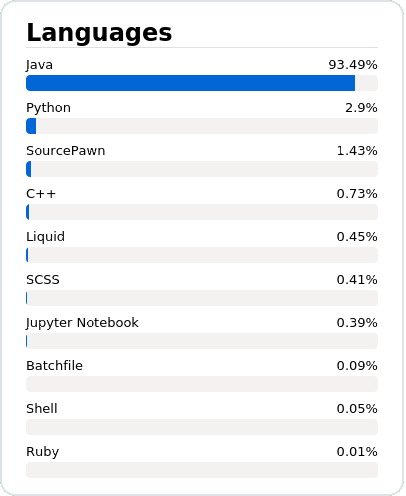 Languages
Java 93.49%
Python 2.9%
SourcePawn 1.43%
C++ 0.73%
Liquid 0.45%
SCSS 0.41%
Jupyter Notebook 0.39%
Batchfile 0.09%
Shell 0.05%
Ruby 0.01%